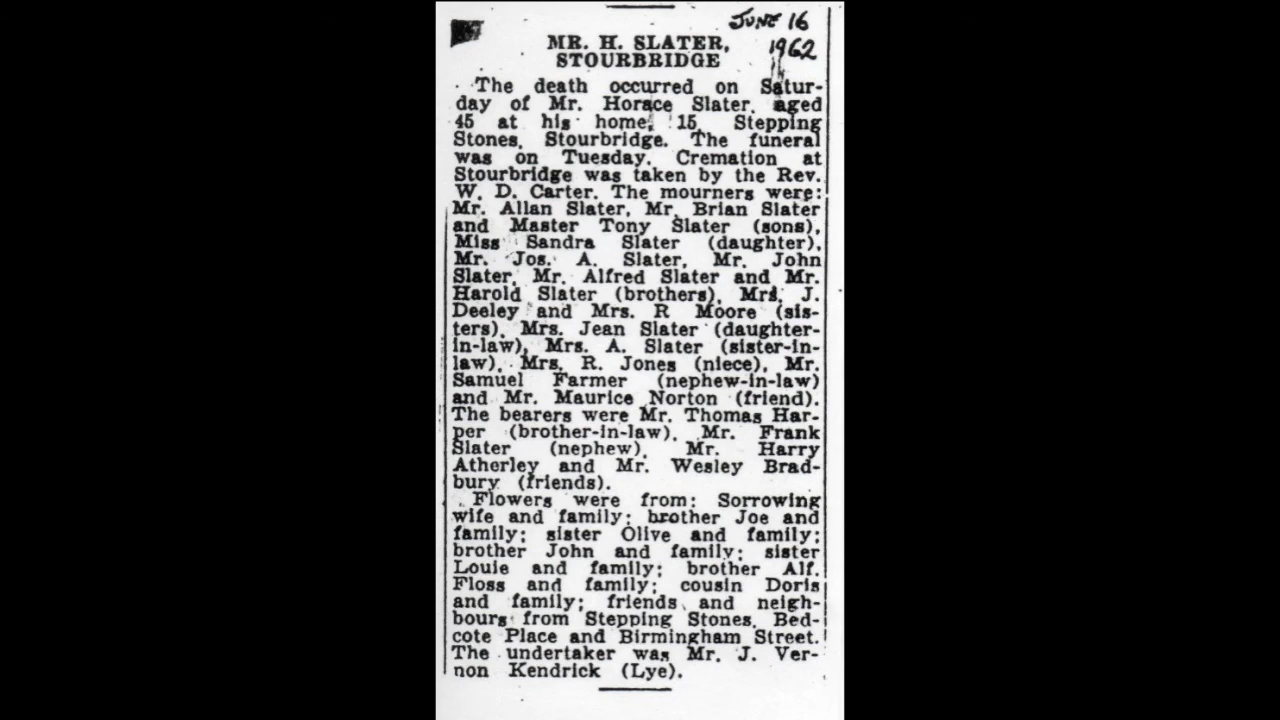 JUNE 16
1962
MR. H. SLATER,
STOURBRIDGE
The death occurred on Satur-
day of Mr. Horace Slater, aged
45 at his home, 15, Stepping
Stones, Stourbridge. The funeral
was on Tuesday. Cremation at
Stourbridge was taken by the Rev.
W. D. Carter. The mourners were:
Mr. Allan Slater, Mr. Brian Slater
and Master Tony Slater (sons),
Miss Sandra Slater (daughter),
Mr. Jos. A. Slater, Mr. John
Slater, Mr. Alfred Slater and Mr.
Harold Slater (brothers), Mrs. J.
Deeley and Mrs. R Moore (sis-
ters), Mrs. Jean Slater (daughter-
in-law), Mrs. A. Slater (sister-in-
law), Mrs. R. Jones (niece), Mr.
Samuel Farmer (nephew-in-law)
and Mr. Maurice Norton (friend).
The bearers were Mr. Thomas Har-
per (brother-in-law), Mr. Frank
Slater (nephew), Mr. Harry
Atherley and Mr. Wesley Brad-
bury (friends).
Flowers were from: Sorrowing
wife and family; brother Joe and
family; sister Olive and family;
brother John and family; sister
Louie and family; brother Alf,
Floss and family; cousin Doris
and family; friends and neigh-
bours from Stepping Stones, Bed-
cote Place and Birmingham Street.
The undertaker was Mr. J. Ver-
non Kendrick (Lye).